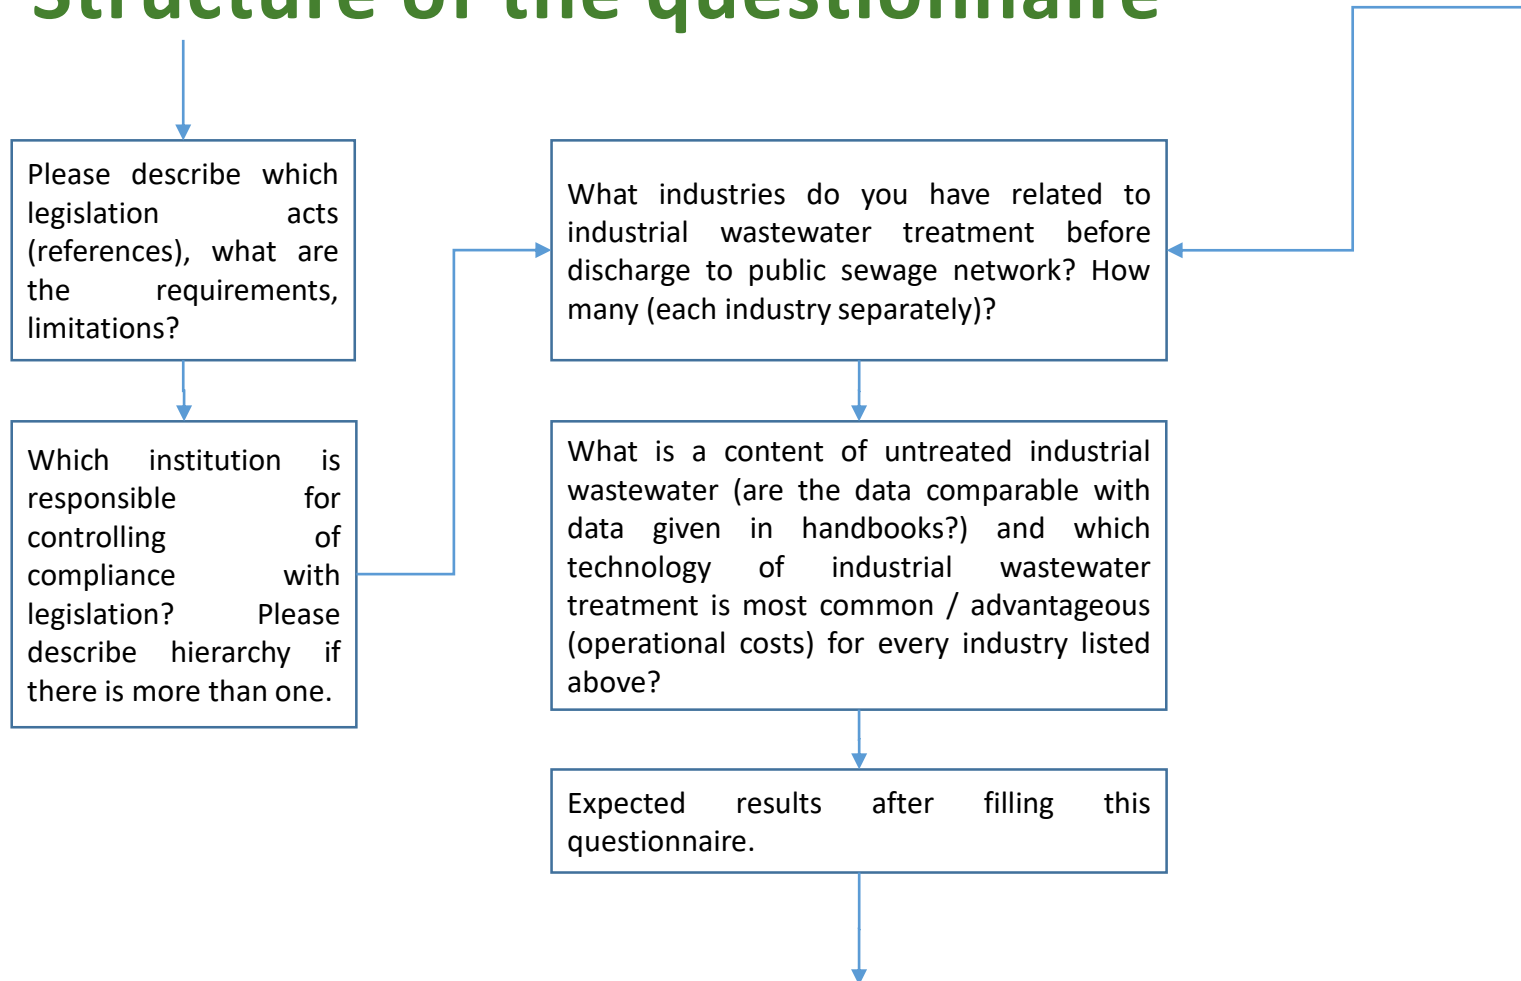 Structure of the questionnaire
Please describe which
legislation acts
(references), what are
the requirements,
limitations?
Which institution is
responsible for
controlling of
compliance with
legislation? Please
describe hierarchy if
there is more than one.
What industries do you have related to
industrial wastewater treatment before
discharge to public sewage network? How
many (each industry separately)?
What is a content of untreated industrial
wastewater (are the data comparable with
data given in handbooks?) and which
technology of industrial wastewater
treatment is most common / advantageous
(operational costs) for every industry listed
above?
Expected results after filling this
questionnaire.